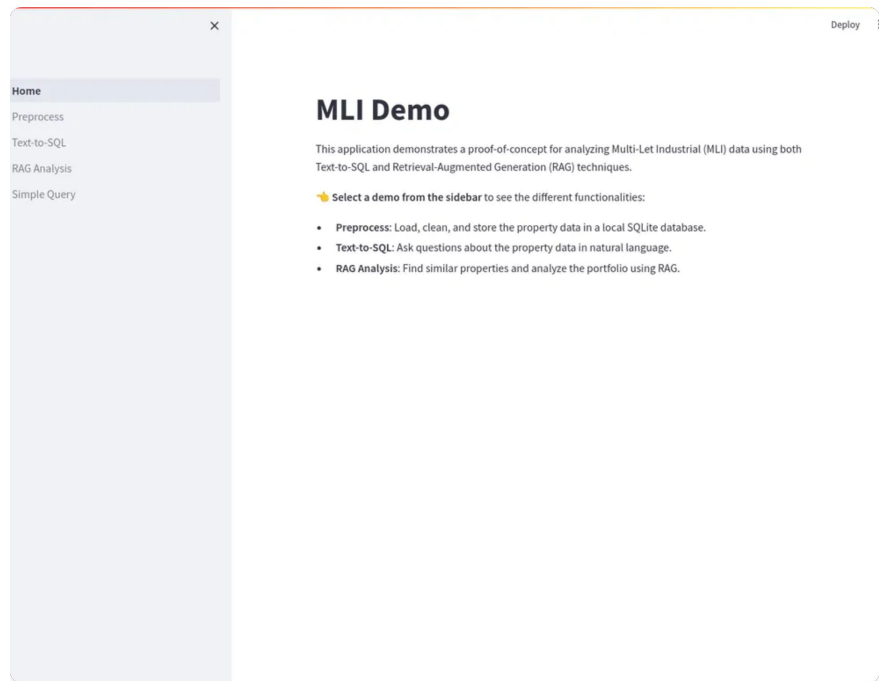 Deploy
Home
Preprocess
Text-to-SQL
RAG Analysis
Simple Query
MLI Demo
This application demonstrates a proof-of-concept for analyzing Multi-Let Industrial (MLI) data using both
Text-to-SQL and Retrieval-Augmented Generation (RAG) techniques.
👈 Select a demo from the sidebar to see the different functionalities:
• Preprocess: Load, clean, and store the property data in a local SQLite database.
• Text-to-SQL: Ask questions about the property data in natural language.
• RAG Analysis: Find similar properties and analyze the portfolio using RAG.